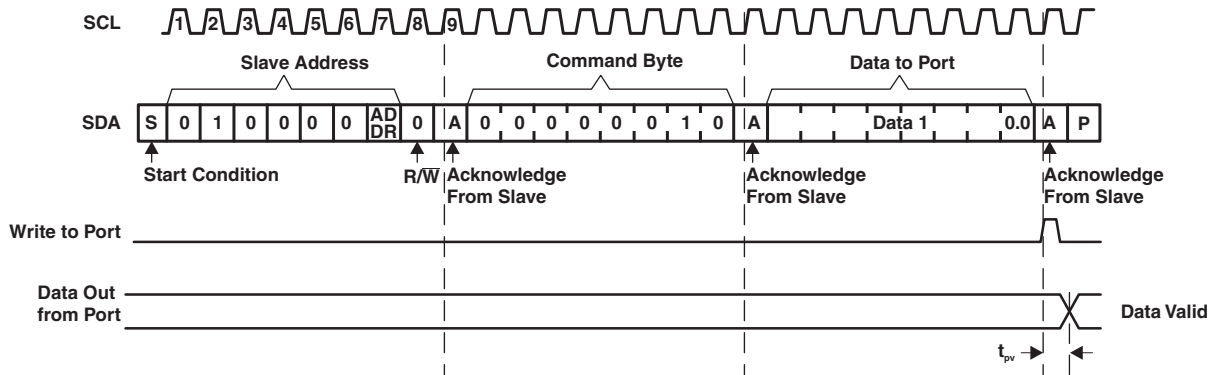 SCL 1 2 3 4 5 6 7 8 9
Slave Address Command Byte Data to Port
SDA S 0 1 0 0 0 0 AD DR 0 A 0 0 0 0 0 0 1 0 A Data 1 0.0 A P
Start Condition R/W Acknowledge From Slave Acknowledge From Slave Acknowledge From Slave
Write to Port
Data Out from Port
Data Valid
tpv